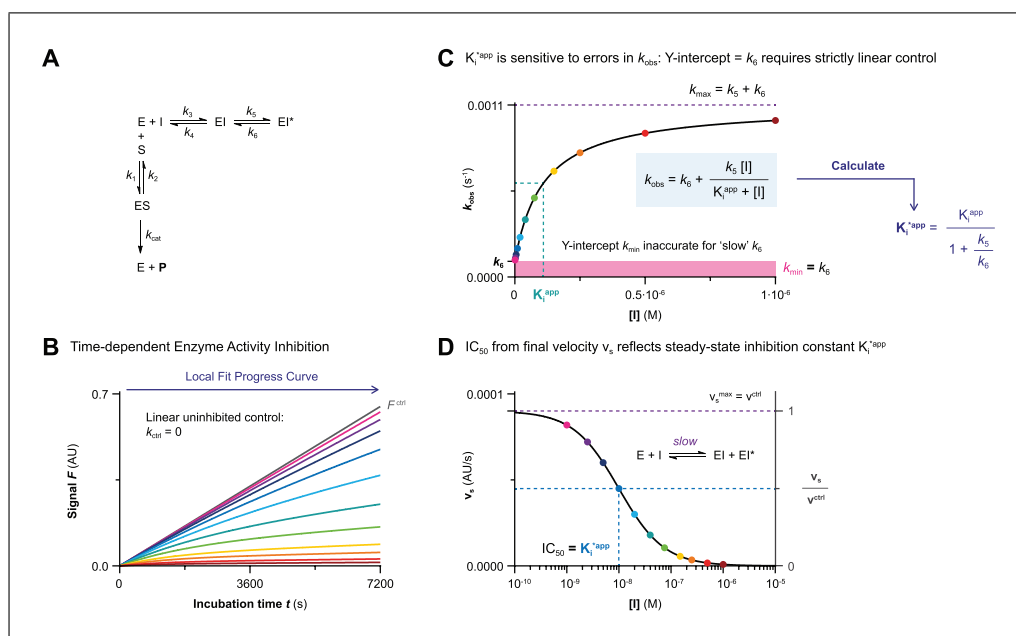 A
E + I k3 k4 EI k5 k6 EI*
+
S
k1 k2
ES
kcat
E + P
B Time-dependent Enzyme Activity Inhibition
Local Fit Progress Curve
0.7
Fctrl
Linear uninhibited control:
kctrl = 0
Signal F (AU)
0.0
0 3600 7200
Incubation time t (s)
C Ki*app is sensitive to errors in kobs: Y-intercept = k6 requires strictly linear control
kmax = k5 + k6
0.0011
kobs (s-1)
kobs = k6 + k5 [I] / Kiapp + [I]
Calculate
Ki*app = Kiapp / 1 + k5 / k6
Y-intercept kmin inaccurate for 'slow' k6
k6
kmin = k6
0.0000
0 Kiapp 0.5·10-6 1·10-6
[I] (M)
D IC50 from final velocity vs reflects steady-state inhibition constant Ki*app
0.0001
vsmax = vctrl
1
slow
E + I EI + EI*
vs (AU/s)
vs / vctrl
IC50 = Ki*app
0.0000 0
10-10 10-9 10-8 10-7 10-6 10-5
[I] (M)